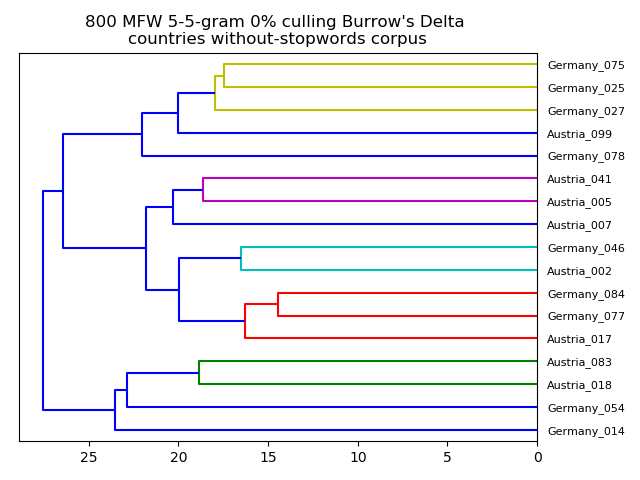 800 MFW 5-5-gram 0% culling Burrow's Delta
countries without-stopwords corpus
Germany_075
Germany_025
Germany_027
Austria_099
Germany_078
Austria_041
Austria_005
Austria_007
Germany_046
Austria_002
Germany_084
Germany_077
Austria_017
Austria_083
Austria_018
Germany_054
Germany_014
25 20 15 10 5 0